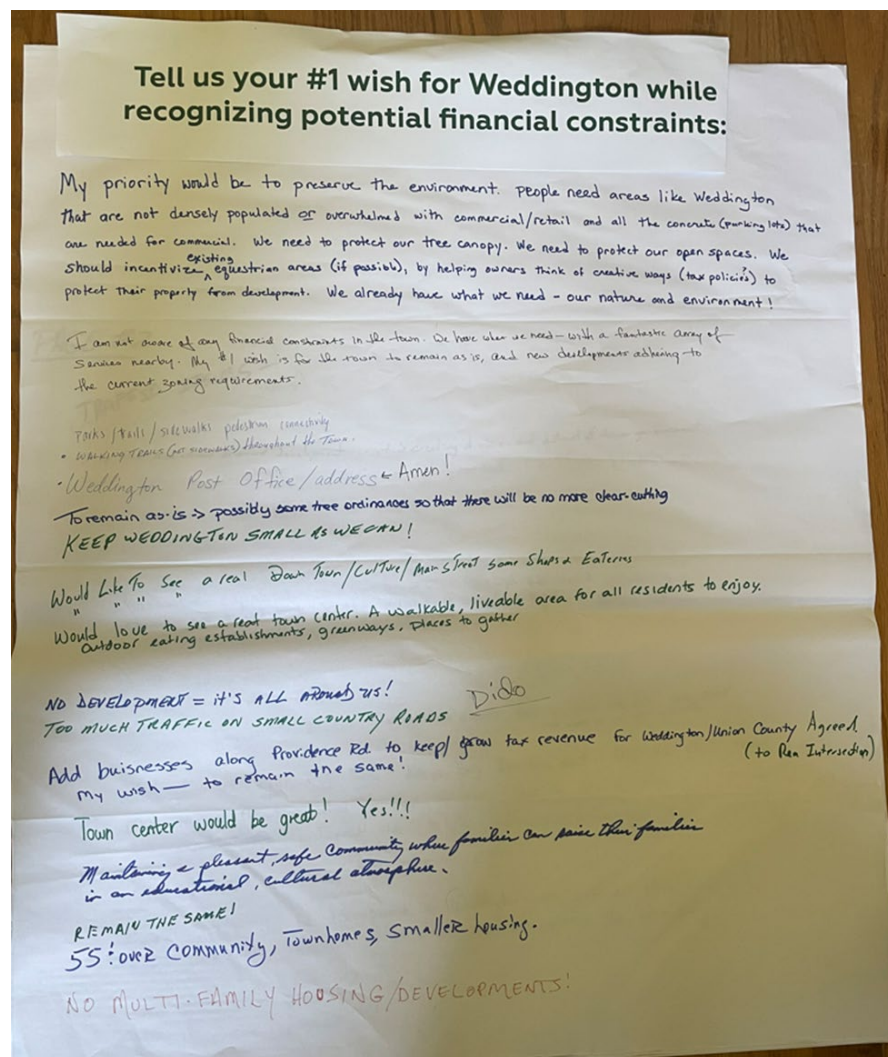 Tell us your #1 wish for Weddington while
recognizing potential financial constraints:
My priority would be to preserve the environment. People need areas like Weddington
that are not densely populated or overwhelmed with commercial/retail and all the concrete (parking lots) that
are needed for commercial. We need to protect our tree canopy. We need to protect our open spaces. We
should incentivize existing equestrian areas (if possible), by helping owners think of creative ways (tax policies) to
protect their property from development. We already have what we need - our nature and environment!
I am not aware of any financial constraints in the town. We have what we need - with a fantastic array of
services nearby. My #1 wish is for the town to remain as is, and new developments adhering to
the current zoning requirements.
Parks/trails/sidewalks pedestrian connectivity
• WALKING TRAILS (not sidewalks) throughout the Town.
• Weddington Post Office/address ← Amen!
To remain as-is => possibly some tree ordinances so that there will be no more clear-cutting
KEEP WEDDINGTON SMALL AS WE CAN!
Would Like To See a real Down Town/Culture/Main Street some Shops & Eateries
" " " "
Would love to see a real town center. A walkable, liveable area for all residents to enjoy.
outdoor eating establishments, greenways, places to gather
NO DEVELOPMENT = it's ALL AROUND US!
Dido
TOO MUCH TRAFFIC ON SMALL COUNTRY ROADS
Add buisnesses along Providence Rd. to keep/grow tax revenue for Weddington/Union County Agreed
(to Rea Intersection)
My wish — to remain the same!
Town center would be great! Yes!!!
Maintaining a pleasant, safe community where families can raise their families
in an educational, cultural atmosphere.
REMAIN THE SAME!
55 & over Community, Townhomes, Smaller housing.
NO MULTI-FAMILY HOUSING/DEVELOPMENTS!